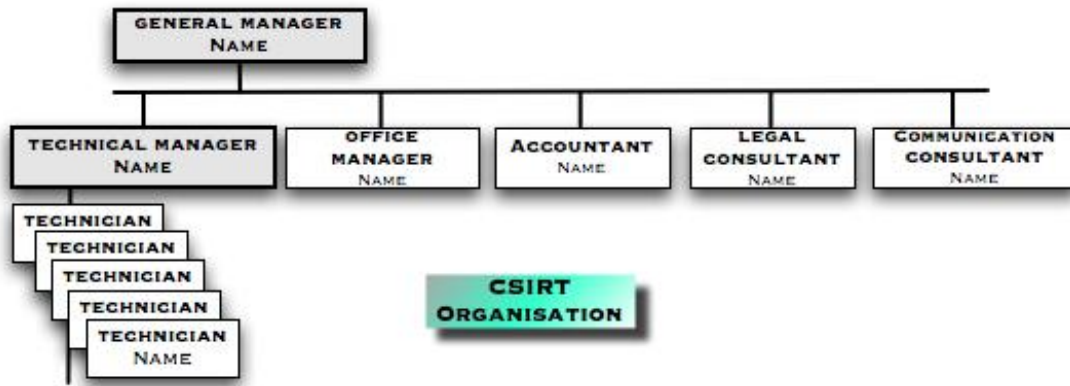 GENERAL MANAGER
NAME
TECHNICAL MANAGER
NAME
OFFICE
MANAGER
NAME
ACCOUNTANT
NAME
LEGAL
CONSULTANT
NAME
COMMUNICATION
CONSULTANT
NAME
TECHNICIAN
TECHNICIAN
TECHNICIAN
TECHNICIAN
TECHNICIAN
NAME
CSIRT
ORGANISATION